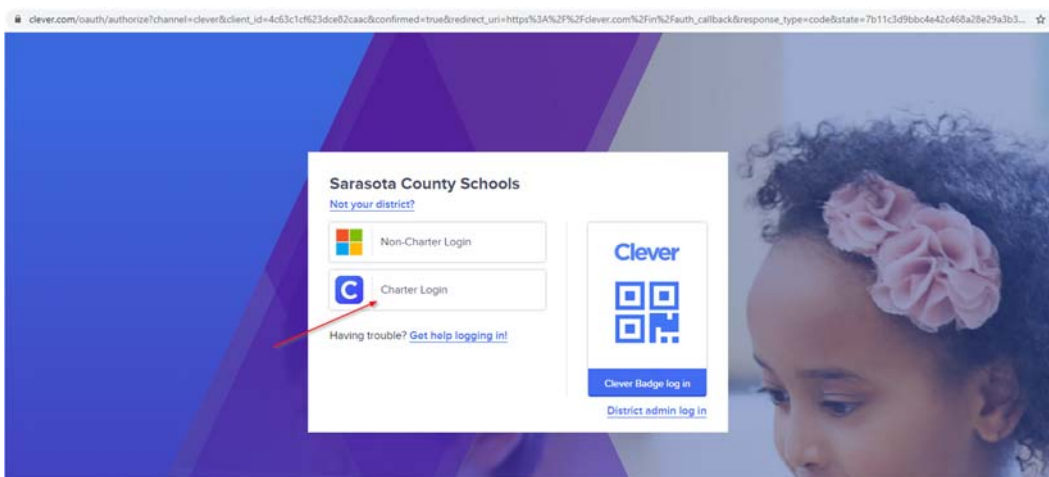 clever.com/oauth/authorize?channel=clever&client_id=4c63c1cf623dce82caac&confirmed=true&redirect_uri=https%3A%2F%2Fclever.com%2Fin%2Fauth_callback&response_type=code&state=7b11c3d9bbc4e42c468a28e29a3b3...
Sarasota County Schools
Not your district?
Non-Charter Login
C Charter Login
Having trouble? Get help logging in!
Clever
Clever Badge log in
District admin log in